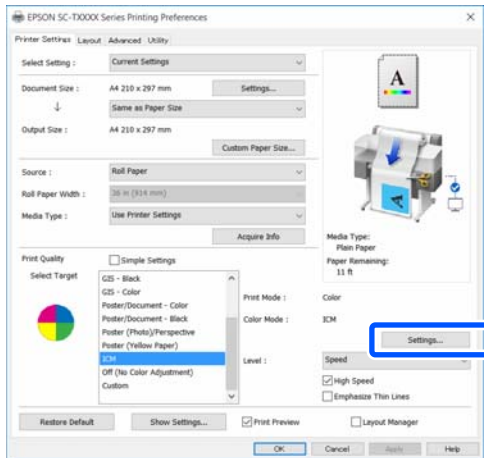 EPSON SC-TXXXX Series Printing Preferences
Printer Settings Layout Advanced Utility
Select Setting : Current Settings
Document Size : A4 210 x 297 mm Settings...
Same as Paper Size
Output Size : A4 210 x 297 mm
Custom Paper Size...
Source : Roll Paper
Roll Paper Width : 36 in (914 mm)
Media Type : Use Printer Settings
Acquire Info
A
Media Type:
Plain Paper
Paper Remaining:
11 ft
Print Quality Simple Settings
Select Target
GIS - Black
GIS - Color
Poster/Document - Color
Poster/Document - Black
Poster (Photo)/Perspective
Poster (Yellow Paper)
ICM
Off (No Color Adjustment)
Custom
Print Mode : Color
Color Mode : ICM
Settings...
Level : Speed
High Speed
Emphasize Thin Lines
Restore Default Show Settings... Print Preview Layout Manager
OK Cancel Apply Help